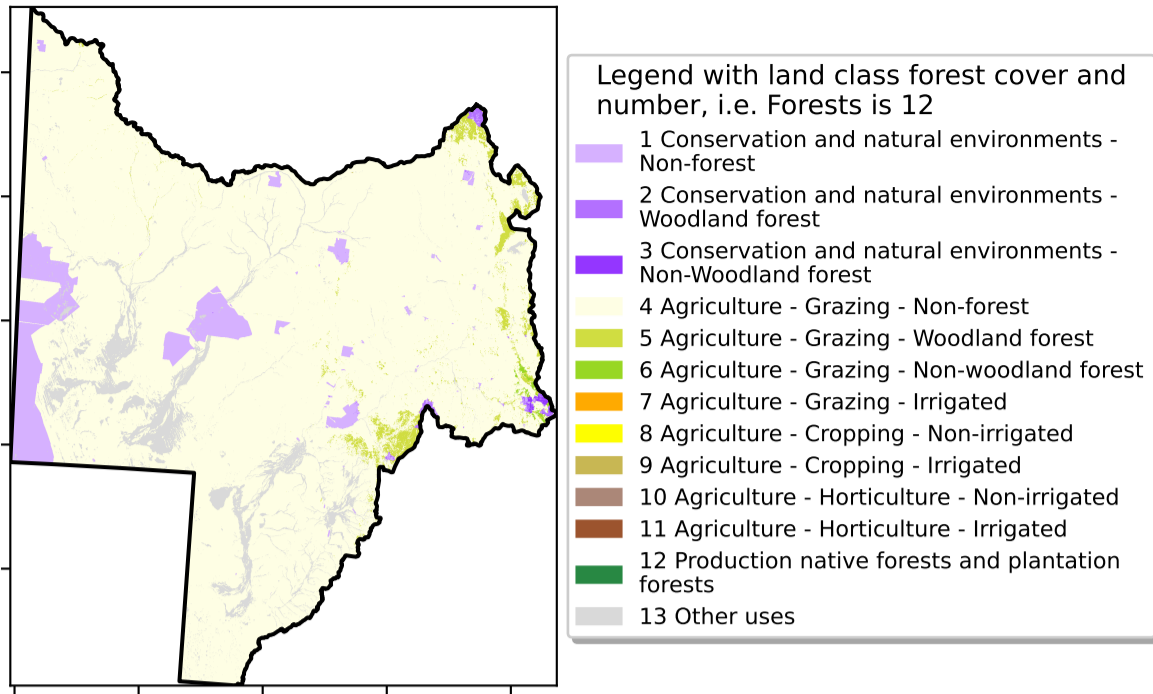 Legend with land class forest cover and
number, i.e. Forests is 12
1 Conservation and natural environments -
Non-forest
2 Conservation and natural environments -
Woodland forest
3 Conservation and natural environments -
Non-Woodland forest
4 Agriculture - Grazing - Non-forest
5 Agriculture - Grazing - Woodland forest
6 Agriculture - Grazing - Non-woodland forest
7 Agriculture - Grazing - Irrigated
8 Agriculture - Cropping - Non-irrigated
9 Agriculture - Cropping - Irrigated
10 Agriculture - Horticulture - Non-irrigated
11 Agriculture - Horticulture - Irrigated
12 Production native forests and plantation
forests
13 Other uses